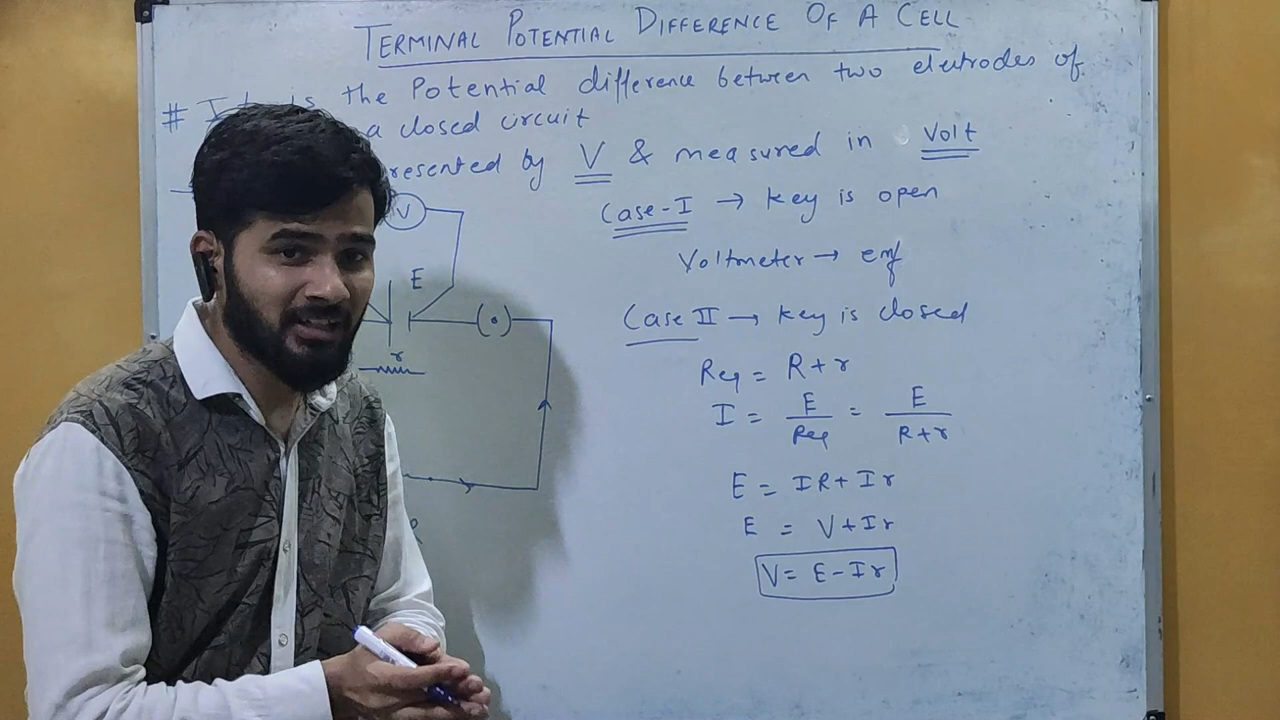 TERMINAL POTENTIAL DIFFERENCE OF A CELL
# It is the Potential difference between two electrodes of
a closed circuit
resented by V & measured in Volt
Case-I → Key is open
Voltmeter → emf
Case II → Key is closed
Req = R+r
I = E/Req = E/R+r
E = IR+Ir
E = V+Ir
V = E-Ir
V
E
(•)
r